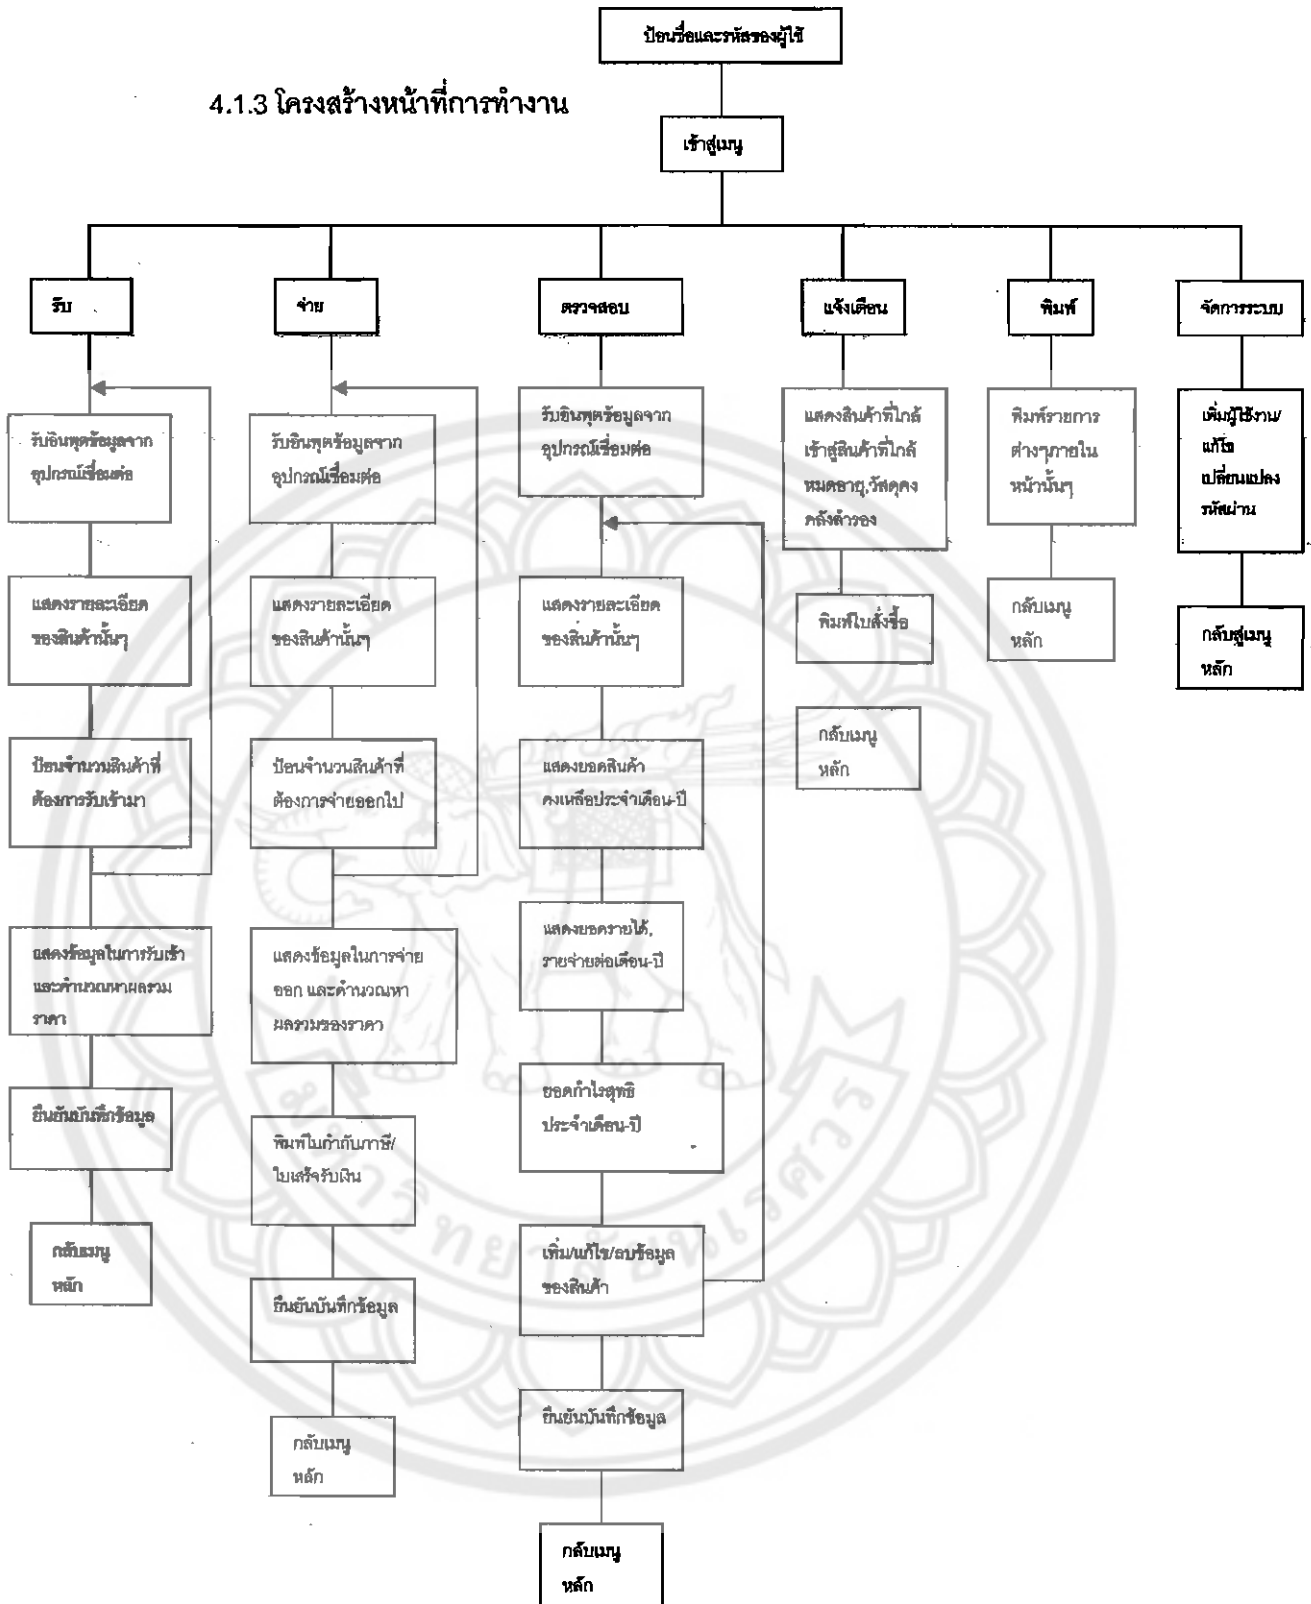 ป้อนชื่อและรหัสของผู้ใช้
4.1.3 โครงสร้างหน้าที่การทำงาน
เข้าสู่เมนู
รับ
จ่าย
ตรวจสอบ
แจ้งเตือน
พิมพ์
จัดการระบบ
รับอินพุตข้อมูลจาก
อุปกรณ์เชื่อมต่อ
แสดงรายละเอียด
ของสินค้านั้นๆ
ป้อนจำนวนสินค้าที่
ต้องการรับเข้ามา
แสดงข้อมูลในการรับเข้า
และคำนวณหาผลรวม
ราคา
ยืนยันบันทึกข้อมูล
กลับเมนู
หลัก
รับอินพุตข้อมูลจาก
อุปกรณ์เชื่อมต่อ
แสดงรายละเอียด
ของสินค้านั้นๆ
ป้อนจำนวนสินค้าที่
ต้องการจ่ายออกไป
แสดงข้อมูลในการจ่าย
ออก และคำนวณหา
ผลรวมของราคา
พิมพ์ใบกำกับภาษี/
ใบเสร็จรับเงิน
ยืนยันบันทึกข้อมูล
กลับเมนู
หลัก
รับอินพุตข้อมูลจาก
อุปกรณ์เชื่อมต่อ
แสดงรายละเอียด
ของสินค้านั้นๆ
แสดงยอดสินค้า
คงเหลือประจำเดือน-ปี
แสดงยอดรายได้,
รายจ่ายต่อเดือน-ปี
ยอดกำไรสุทธิ
ประจำเดือน-ปี
เพิ่ม/แก้ไข/ลบข้อมูล
ของสินค้า
ยืนยันบันทึกข้อมูล
กลับเมนู
หลัก
แสดงสินค้าที่ใกล้
เข้าสู่สินค้าที่ใกล้
หมดอายุ,วัสดุคง
คลังสำรอง
พิมพ์ใบสั่งซื้อ
กลับเมนู
หลัก
พิมพ์รายการ
ต่างๆภายใน
หน้านั้นๆ
กลับเมนู
หลัก
เพิ่มผู้ใช้งาน/
แก้ไข
เปลี่ยนแปลง
รหัสผ่าน
กลับสู่เมนู
หลัก
มหาวิทยาลัยนเรศวร